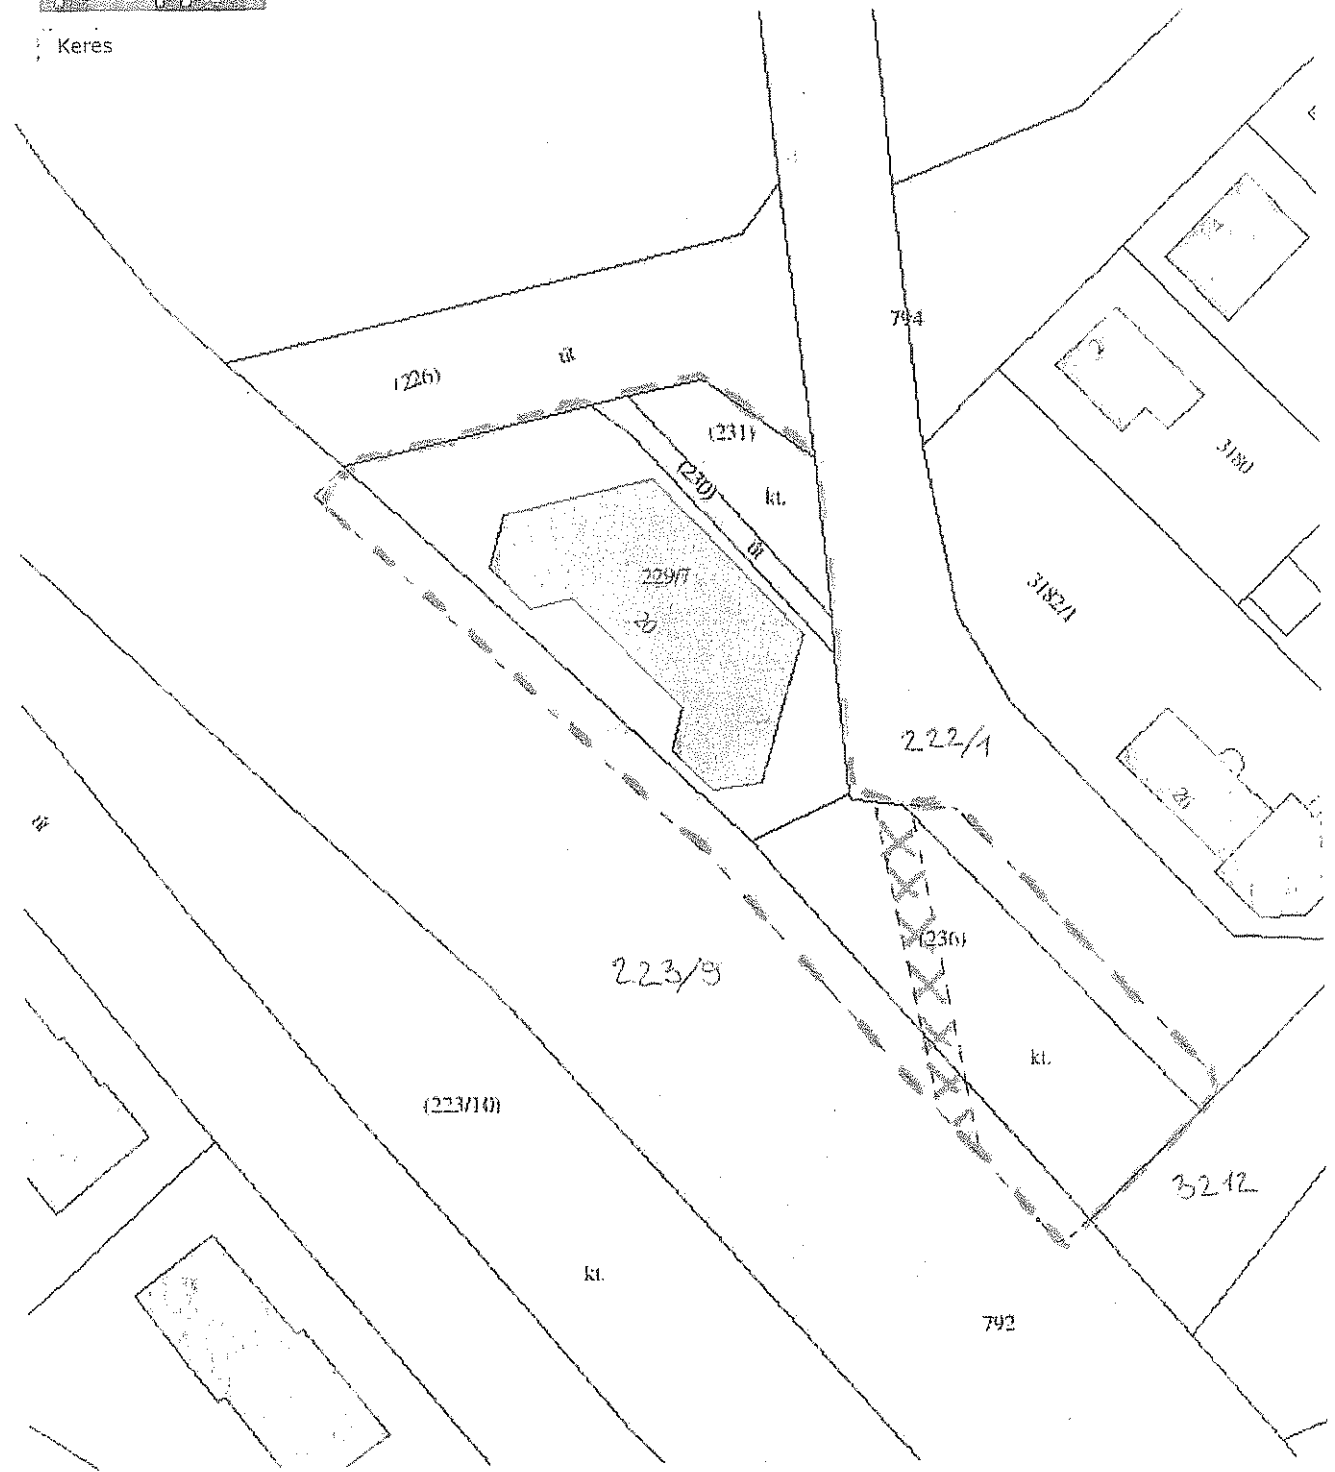 Keres
794
(226)
út
(231)
(230)
kt.
út
3180
229/7
20
3182/1
222/1
(236)
223/9
kt.
(223/10)
3212
kt.
792